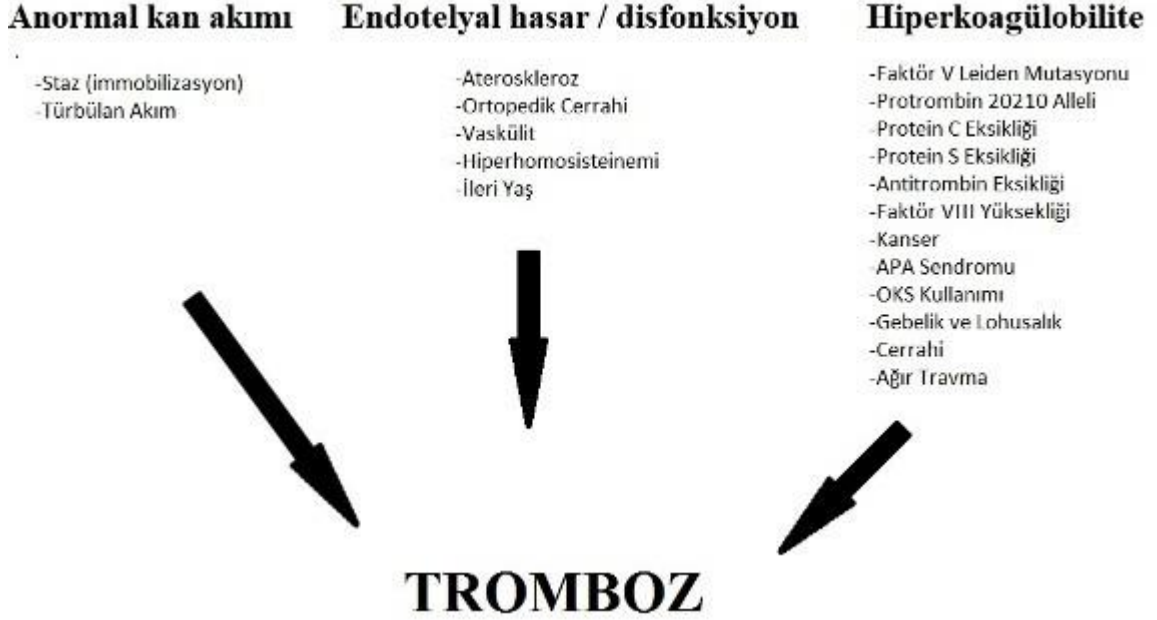 Anormal kan akımı
-Staz (immobilizasyon)
-Türbülan Akım
Endotelyal hasar / disfonksiyon
-Ateroskleroz
-Ortopedik Cerrahi
-Vaskülit
-Hiperhomosisteinemi
-İleri Yaş
Hiperkoagülobilite
-Faktör V Leiden Mutasyonu
-Protrombin 20210 Alleli
-Protein C Eksikliği
-Protein S Eksikliği
-Antitrombin Eksikliği
-Faktör VIII Yüksekliği
-Kanser
-APA Sendromu
-OKS Kullanımı
-Gebelik ve Lohusalık
-Cerrahi
-Ağır Travma
TROMBOZ